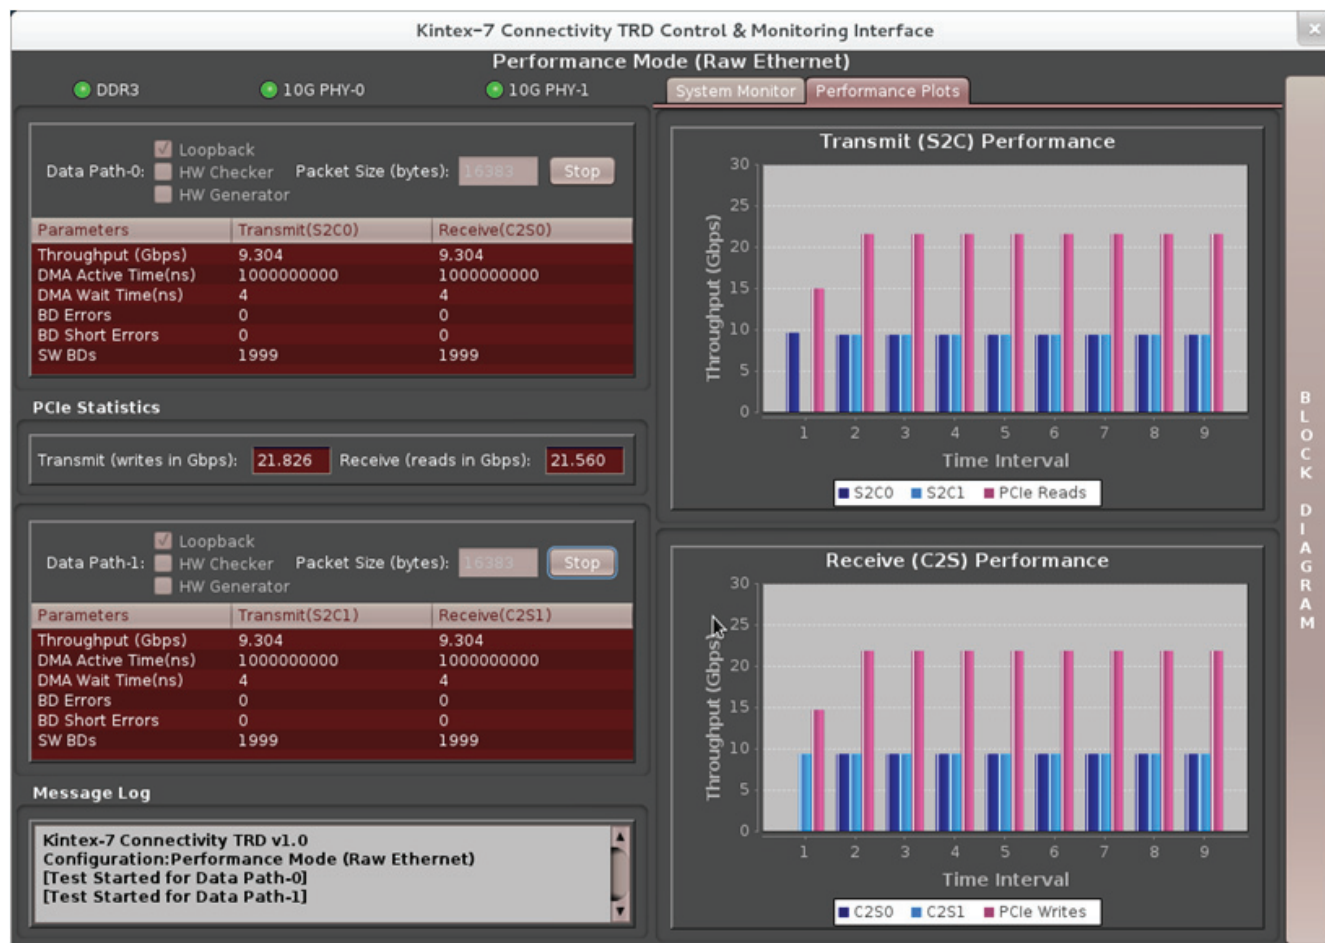 Kintex-7 Connectivity TRD Control & Monitoring Interface
Performance Mode (Raw Ethernet)
DDR3 10G PHY-0 10G PHY-1
System Monitor Performance Plots
Data Path-0:
Loopback
HW Checker
HW Generator
Packet Size (bytes): 16383 Stop
Parameters Transmit(S2C0) Receive(C2S0)
Throughput (Gbps) 9.304 9.304
DMA Active Time(ns) 1000000000 1000000000
DMA Wait Time(ns) 4 4
BD Errors 0 0
BD Short Errors 0 0
SW BDs 1999 1999
PCIe Statistics
Transmit (writes in Gbps): 21.826 Receive (reads in Gbps): 21.560
Data Path-1:
Loopback
HW Checker
HW Generator
Packet Size (bytes): 16383 Stop
Parameters Transmit(S2C1) Receive(C2S1)
Throughput (Gbps) 9.304 9.304
DMA Active Time(ns) 1000000000 1000000000
DMA Wait Time(ns) 4 4
BD Errors 0 0
BD Short Errors 0 0
SW BDs 1999 1999
Message Log
Kintex-7 Connectivity TRD v1.0
Configuration:Performance Mode (Raw Ethernet)
[Test Started for Data Path-0]
[Test Started for Data Path-1]
Transmit (S2C) Performance
Throughput (Gbps)
30
25
20
15
10
5
0
1 2 3 4 5 6 7 8 9
Time Interval
S2C0 S2C1 PCIe Reads
Receive (C2S) Performance
Throughput (Gbps)
30
25
20
15
10
5
0
1 2 3 4 5 6 7 8 9
Time Interval
C2S0 C2S1 PCIe Writes
BLOCK DIAGRAM